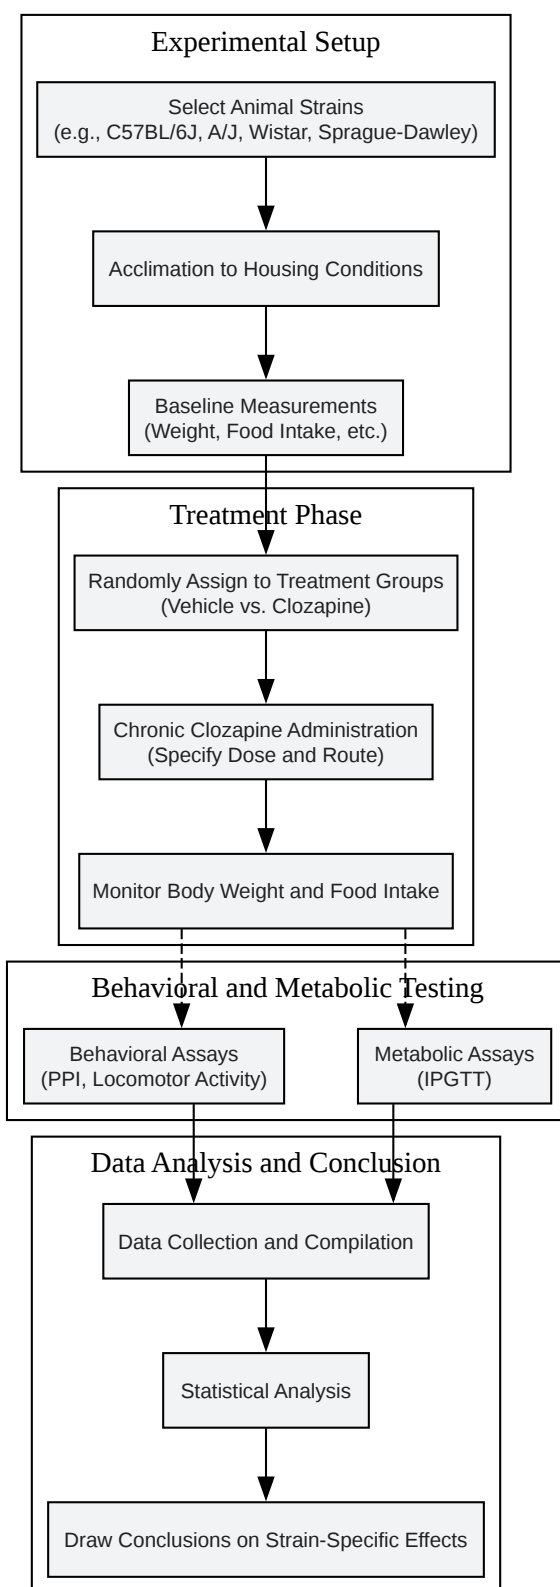 Experimental Setup
Select Animal Strains
(e.g., C57BL/6J, A/J, Wistar, Sprague-Dawley)
Acclimation to Housing Conditions
Baseline Measurements
(Weight, Food Intake, etc.)
Treatment Phase
Randomly Assign to Treatment Groups
(Vehicle vs. Clozapine)
Chronic Clozapine Administration
(Specify Dose and Route)
Monitor Body Weight and Food Intake
Behavioral and Metabolic Testing
Behavioral Assays
(PPI, Locomotor Activity)
Metabolic Assays
(IPGTT)
Data Analysis and Conclusion
Data Collection and Compilation
Statistical Analysis
Draw Conclusions on Strain-Specific Effects